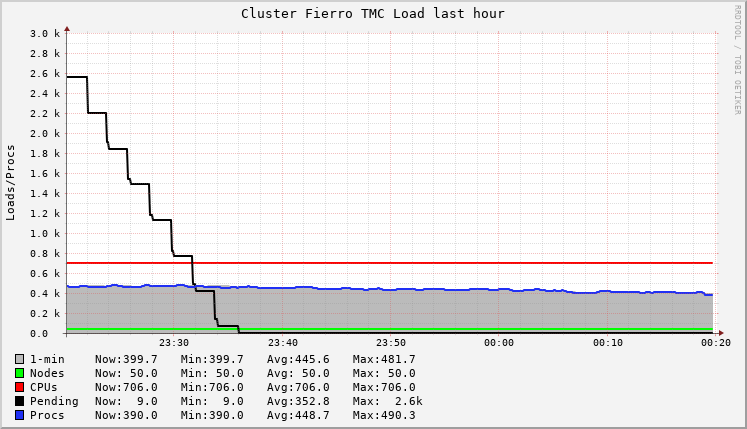 Cluster Fierro TMC Load last hour
RRDTOOL / TOBI OETIKER
Loads/Procs
3.0 k
2.8 k
2.6 k
2.4 k
2.2 k
2.0 k
1.8 k
1.6 k
1.4 k
1.2 k
1.0 k
0.8 k
0.6 k
0.4 k
0.2 k
0.0
23:30 23:40 23:50 00:00 00:10 00:20
1-min Now:399.7 Min:399.7 Avg:445.6 Max:481.7
Nodes Now: 50.0 Min: 50.0 Avg: 50.0 Max: 50.0
CPUs Now:706.0 Min:706.0 Avg:706.0 Max:706.0
Pending Now: 9.0 Min: 9.0 Avg:352.8 Max: 2.6k
Procs Now:390.0 Min:390.0 Avg:448.7 Max:490.3